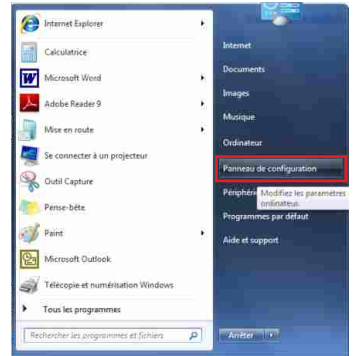 Internet Explorer
Calculatrice
Microsoft Word
Adobe Reader 9
Mise en route
Se connecter à un projecteur
Outil Capture
Pense-bête
Paint
Microsoft Outlook
Télécopie et numérisation Windows
Tous les programmes
Rechercher les programmes et fichiers
Internet
Documents
Images
Musique
Ordinateur
Panneau de configuration
Modifiez les paramètres
ordinateur.
Programmes par défaut
Aide et support
Arrêter